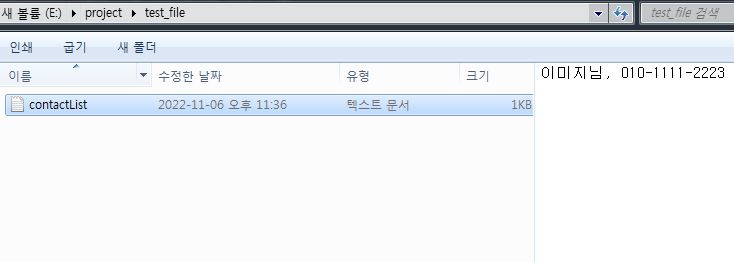 새 볼륨 (E:) ▸ project ▸ test_file
test_file 검색
인쇄 굽기 새 폴더
이름 수정한 날짜 유형 크기
contactList 2022-11-06 오후 11:36 텍스트 문서 1KB
이미지님, 010-1111-2223